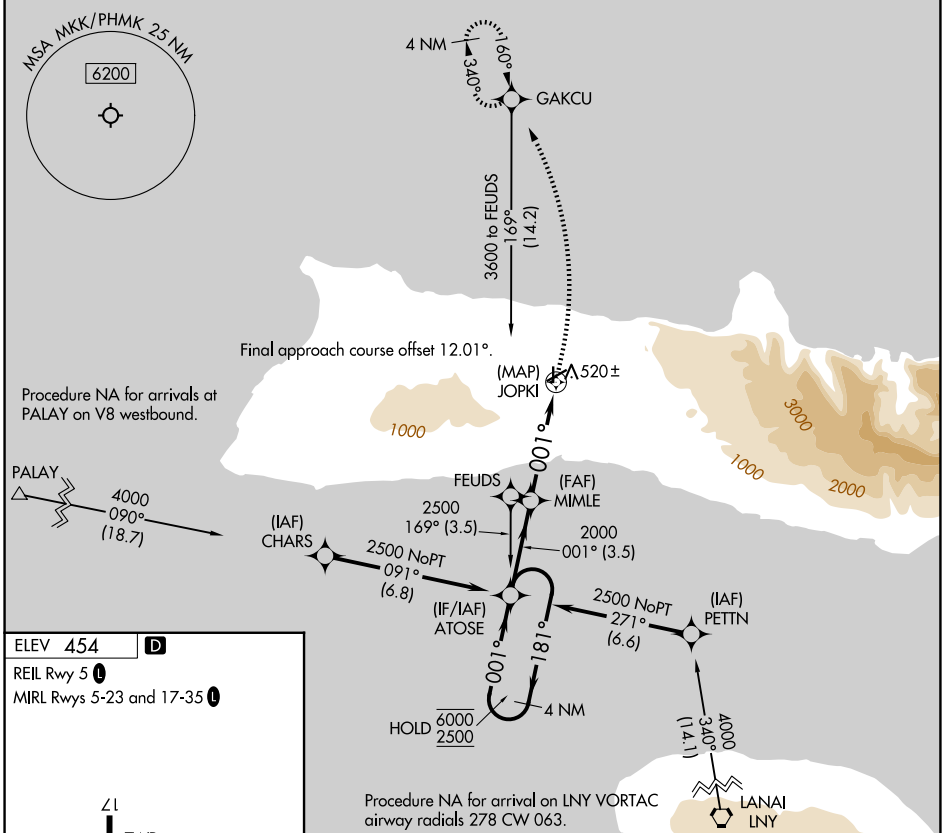 MSA MKK/PHMK 25 NM
6200
4 NM
340°
160°
GAKCU
3600 to FEUDS
169°
(14.2)
Final approach course offset 12.01°.
(MAP)
JOPKI
520±
Procedure NA for arrivals at
PALAY on V8 westbound.
1000
3000
1000
2000
001°
PALAY
4000
090°
(18.7)
FEUDS
(FAF)
MIMLE
2500
169° (3.5)
2000
001° (3.5)
(IAF)
CHARS
2500 NoPT
091°
(6.8)
(IF/IAF)
ATOSE
2500 NoPT
271°
(6.6)
(IAF)
PETTN
001°
181°
HOLD
6000
2500
4 NM
4000
340°
(14.1)
ELEV 454
D
REIL Rwy 5 L
MIRL Rwys 5-23 and 17-35 L
17
Procedure NA for arrival on LNY VORTAC
airway radials 278 CW 063.
LANAI
LNY